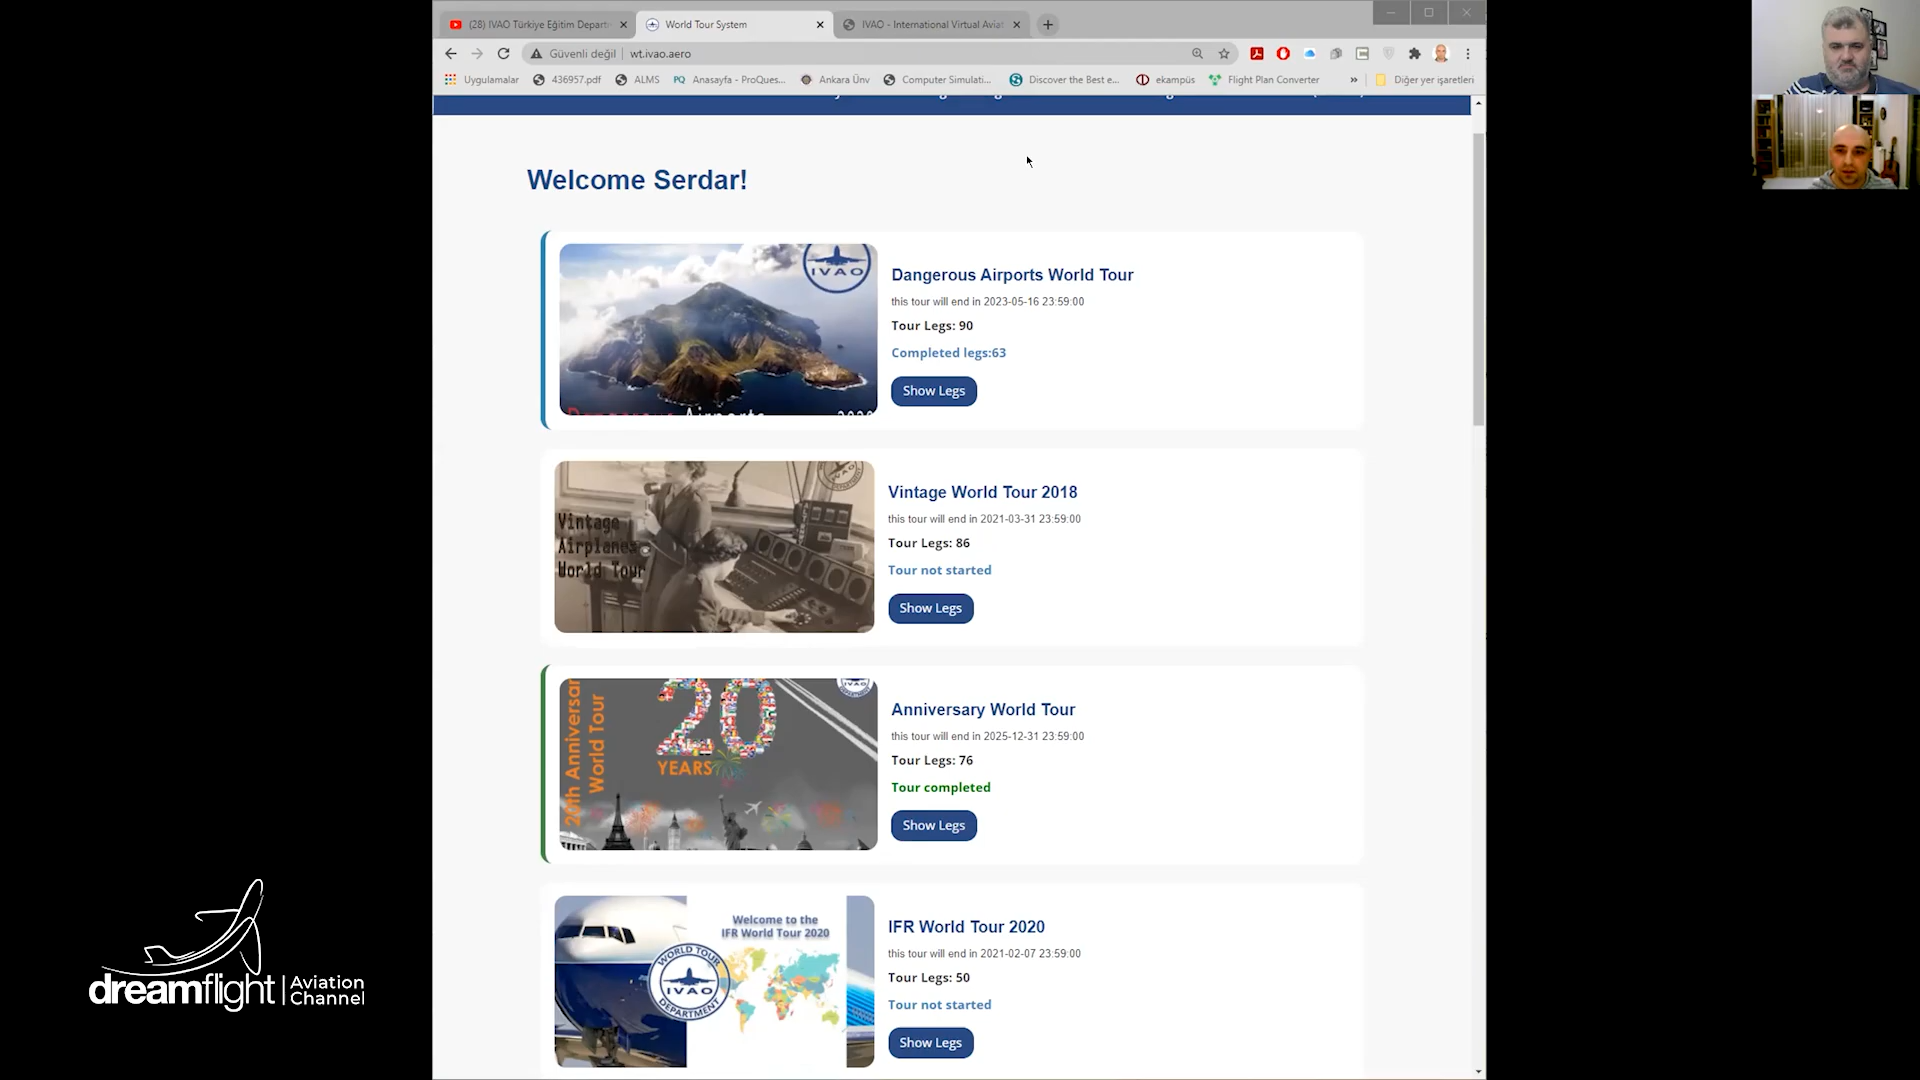 (28) IVAO Türkiye Eğitim Depart
World Tour System
IVAO - International Virtual Aviat
Güvenli değil
wt.ivao.aero
Uygulamalar
436957.pdf
ALMS
PQ Anasayfa - ProQues...
Ankara Ünv
Computer Simulati...
Discover the Best e...
ekampüs
Flight Plan Converter
»
Diğer yer işaretleri
Welcome Serdar!
IVAO
Dangerous Airports 2020
Dangerous Airports World Tour
this tour will end in 2023-05-16 23:59:00
Tour Legs: 90
Completed legs:63
Show Legs
Vintage
Airplanes
World Tour
Vintage World Tour 2018
this tour will end in 2021-03-31 23:59:00
Tour Legs: 86
Tour not started
Show Legs
20th Anniversar
World Tour
20
YEARS
Anniversary World Tour
this tour will end in 2025-12-31 23:59:00
Tour Legs: 76
Tour completed
Show Legs
Welcome to the
IFR World Tour 2020
WORLD TOUR
IVAO
DEPARTMENT
IFR World Tour 2020
this tour will end in 2021-02-07 23:59:00
Tour Legs: 50
Tour not started
Show Legs
dreamflight
Aviation
Channel